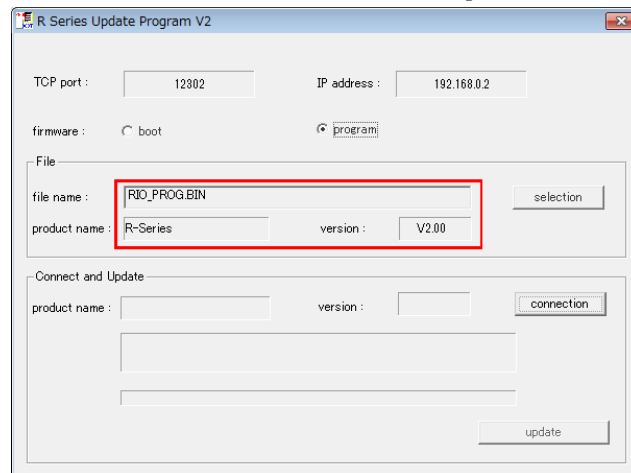 R Series Update Program V2
TCP port : 12302 IP address : 192.168.0.2
firmware : boot program
File
file name : RIO_PROG.BIN selection
product name : R-Series version : V2.00
Connect and Update
product name : version : connection
update